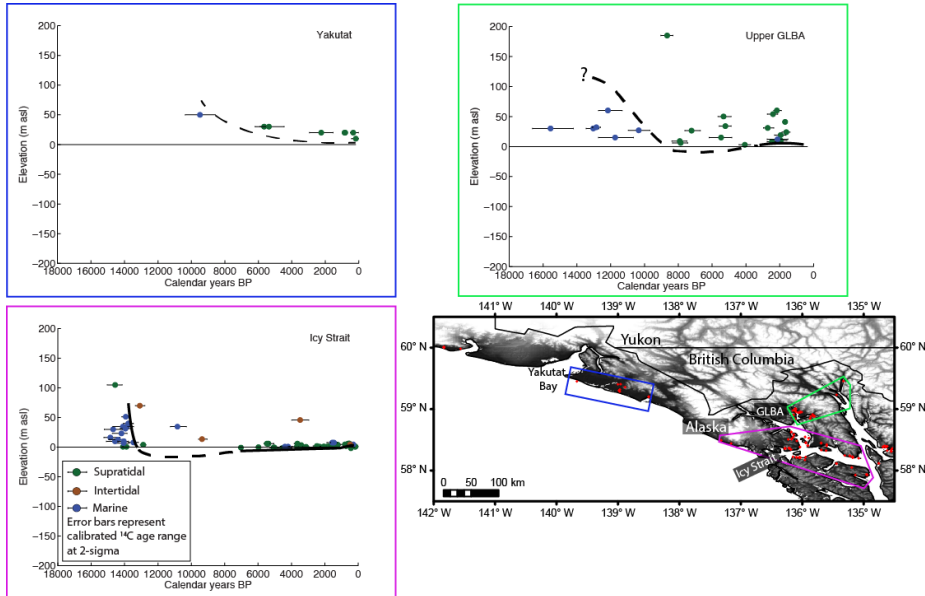 Yakutat
200
150
100
50
0
−50
−100
−150
−200
Elevation (m asl)
18000 16000 14000 12000 10000 8000 6000 4000 2000 0
Calendar years BP
Upper GLBA
?
200
150
100
50
0
−50
−100
−150
−200
Elevation (m asl)
18000 16000 14000 12000 10000 8000 6000 4000 2000 0
Calendar years BP
Icy Strait
200
150
100
50
0
−50
−100
−150
−200
Elevation (m asl)
Supratidal
Intertidal
Marine
Error bars represent
calibrated ¹⁴C age range
at 2-sigma
18000 16000 14000 12000 10000 8000 6000 4000 2000 0
Calendar years BP
141° W 140° W 139° W 138° W 137° W 136° W 135° W
60° N
59° N
58° N
Yukon
British Columbia
Yakutat
Bay
GLBA
Alaska
Icy Strait
0 50 100 km
60° N
59° N
58° N
142° W 141° W 140° W 139° W 138° W 137° W 136° W 135° W